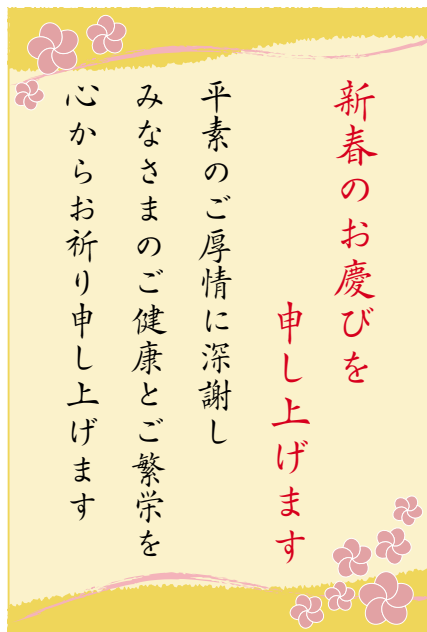 新春のお慶びを
申し上げます
平素のご厚情に深謝し
みなさまのご健康とご繁栄を
心からお祈り申し上げます